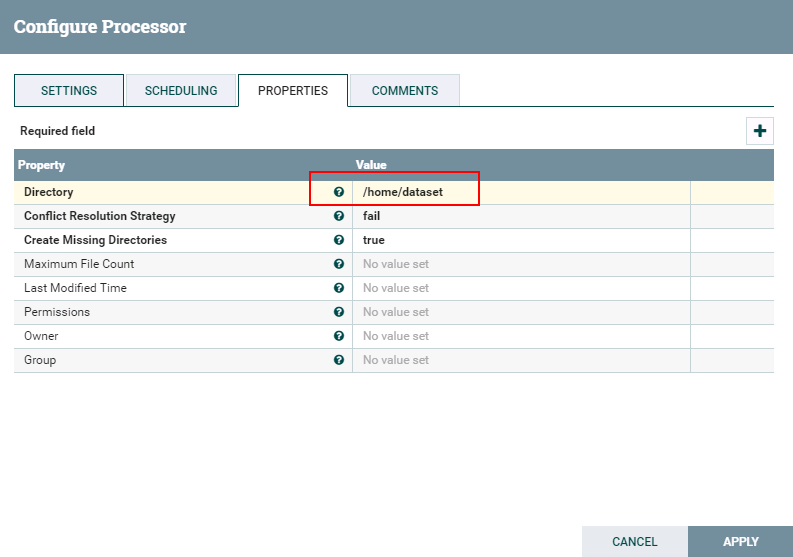 Configure Processor
SETTINGS SCHEDULING PROPERTIES COMMENTS
Required field
Property Value
Directory /home/dataset
Conflict Resolution Strategy fail
Create Missing Directories true
Maximum File Count No value set
Last Modified Time No value set
Permissions No value set
Owner No value set
Group No value set
CANCEL APPLY